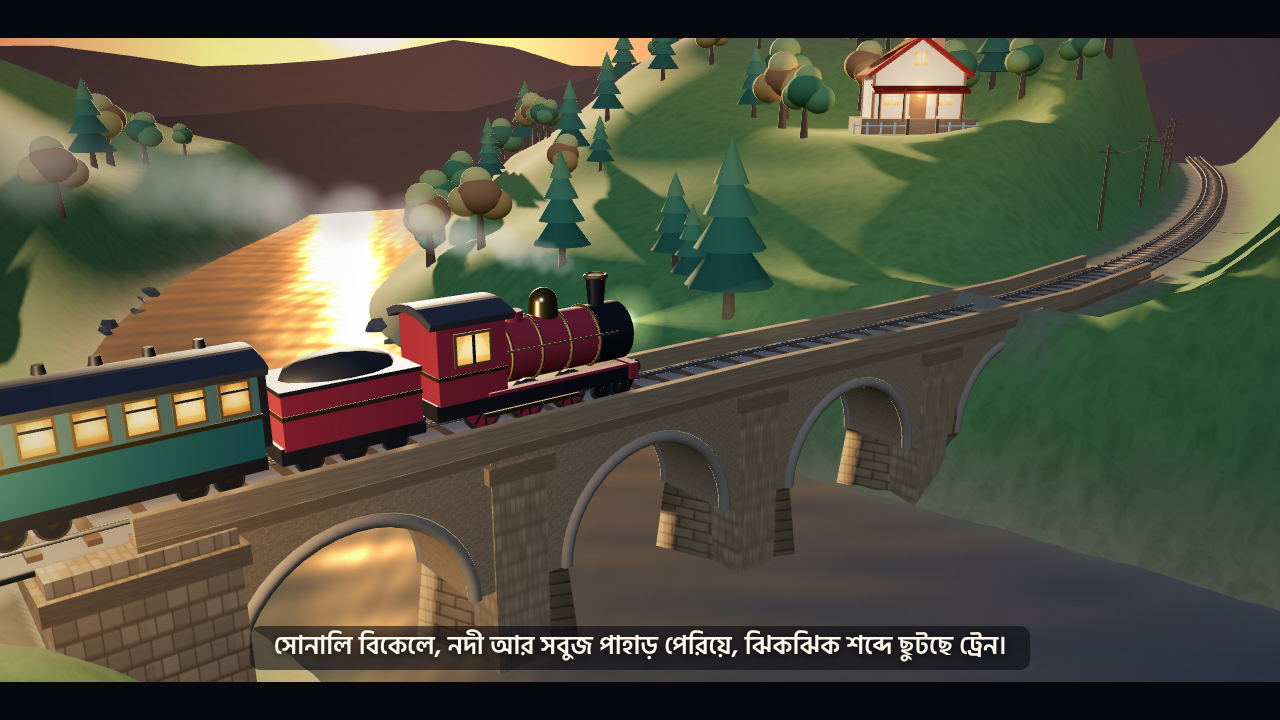 সোনালি বিকেলে, নদী আর সবুজ পাহাড় পেরিয়ে, ঝিকঝিক শব্দে ছুটছে ট্রেন।